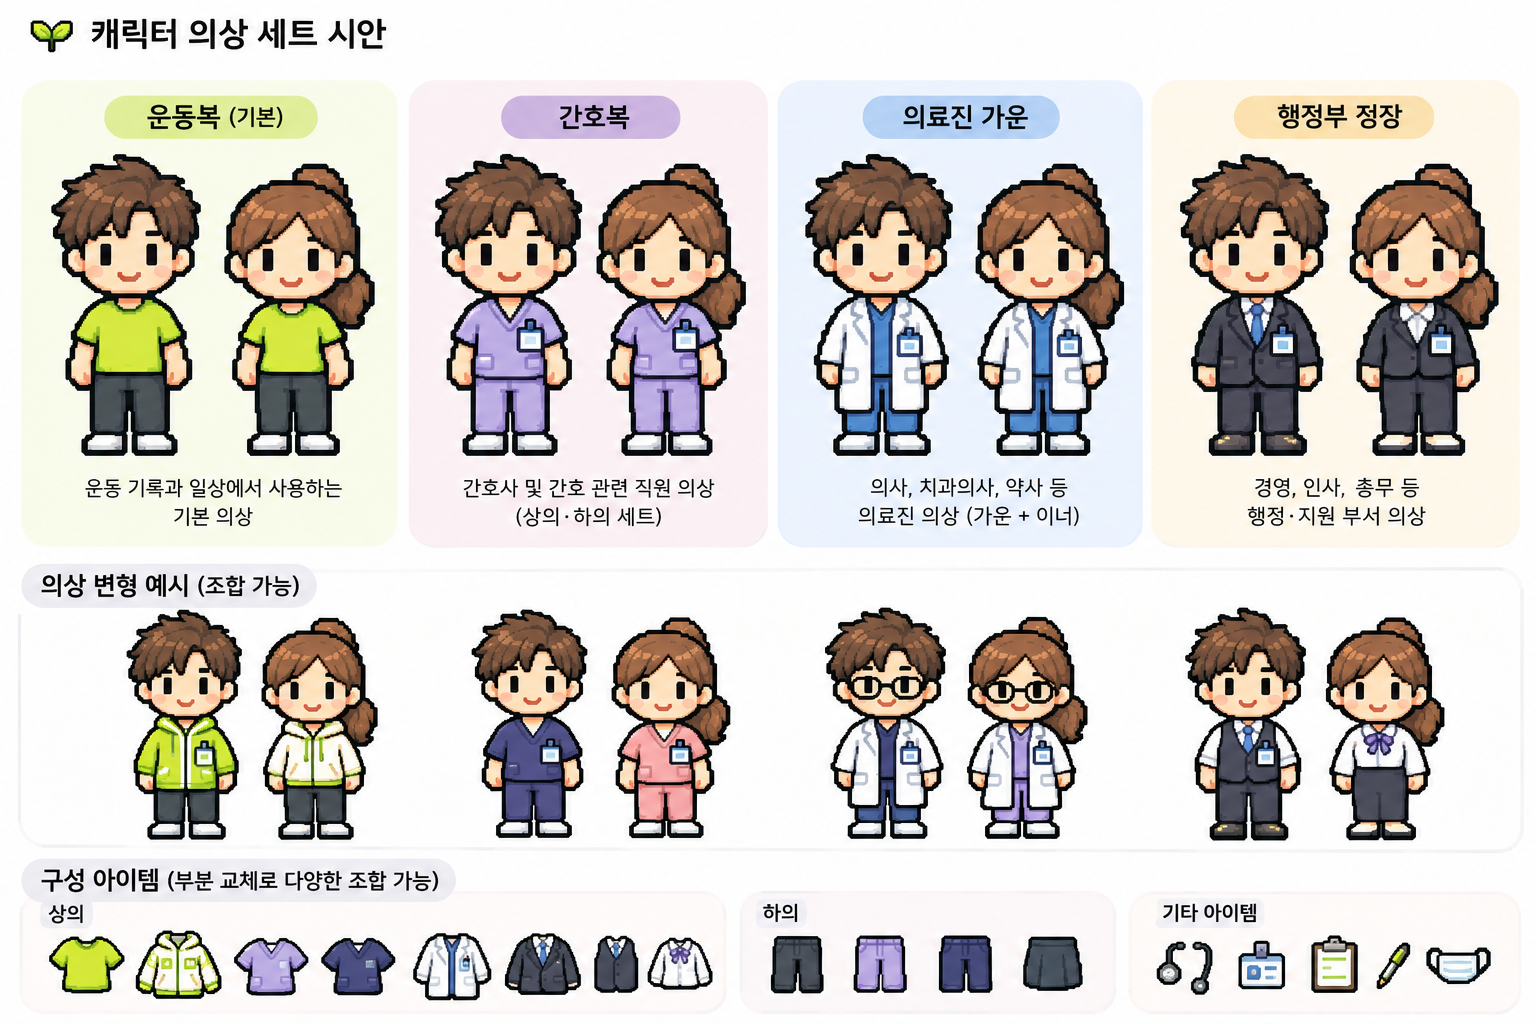 캐릭터 의상 세트 시안
운동복 (기본)
운동 기록과 일상에서 사용하는
기본 의상
간호복
간호사 및 간호 관련 직원 의상
(상의·하의 세트)
의료진 가운
의사, 치과의사, 약사 등
의료진 의상 (가운 + 이너)
행정부 정장
경영, 인사, 총무 등
행정·지원 부서 의상
의상 변형 예시 (조합 가능)
구성 아이템 (부분 교체로 다양한 조합 가능)
상의
하의
기타 아이템